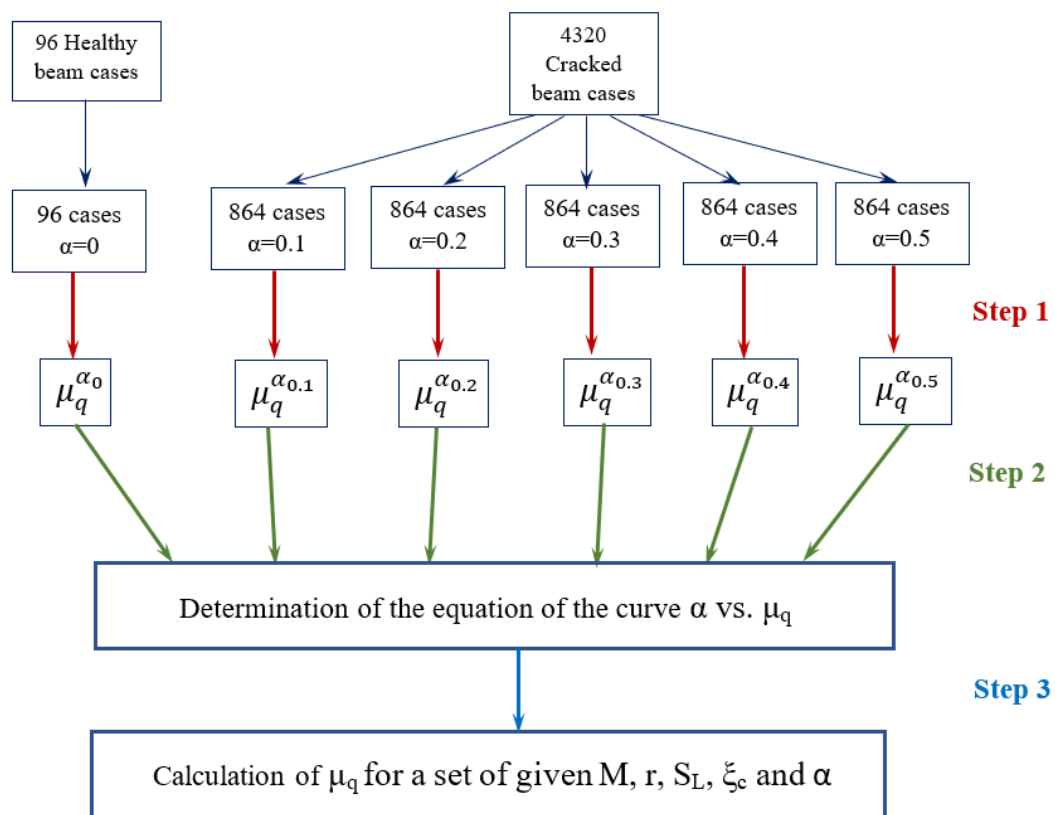 96 Healthy
beam cases
4320
Cracked
beam cases
96 cases
α=0
864 cases
α=0.1
864 cases
α=0.2
864 cases
α=0.3
864 cases
α=0.4
864 cases
α=0.5
Step 1
μ_q^{α_0}
μ_q^{α_{0.1}}
μ_q^{α_{0.2}}
μ_q^{α_{0.3}}
μ_q^{α_{0.4}}
μ_q^{α_{0.5}}
Step 2
Determination of the equation of the curve α vs. μ_q
Step 3
Calculation of μ_q for a set of given M, r, S_L, ξ_c and α